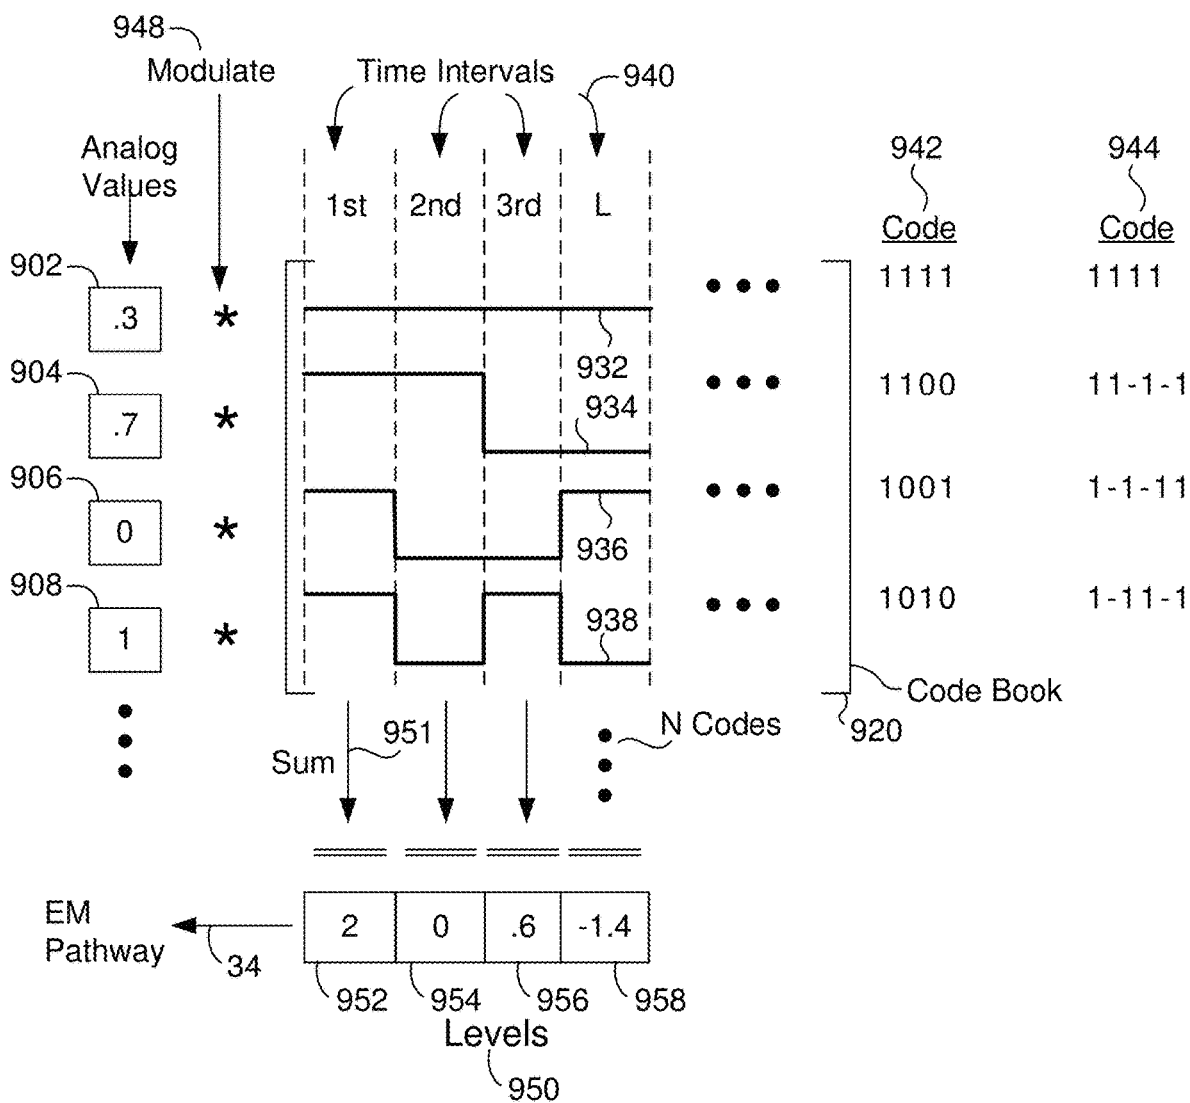 948
Modulate
Time Intervals
940
Analog
Values
942
Code
944
Code
1st
2nd
3rd
L
902
.3
*
932
1111
1111
904
.7
*
934
1100
11-1-1
906
0
*
936
1001
1-1-11
908
1
*
938
1010
1-11-1
Code Book
920
N Codes
951
Sum
EM
Pathway
34
2
0
.6
-1.4
952
954
956
958
Levels
950